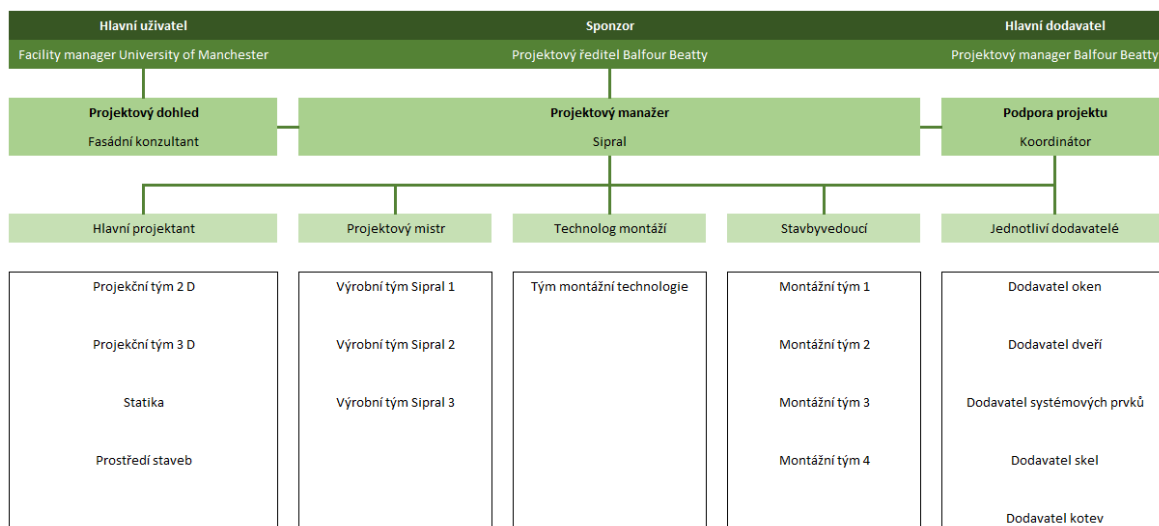 Hlavní uživatel
Sponzor
Hlavní dodavatel
Facility manager University of Manchester
Projektový ředitel Balfour Beatty
Projektový manager Balfour Beatty
Projektový dohled
Fasádní konzultant
Projektový manažer
Sipral
Podpora projektu
Koordinátor
Hlavní projektant
Projektový mistr
Technolog montáží
Stavbyvedoucí
Jednotliví dodavatelé
Projekční tým 2 D
Projekční tým 3 D
Statika
Prostředí staveb
Výrobní tým Sipral 1
Výrobní tým Sipral 2
Výrobní tým Sipral 3
Tým montážní technologie
Montážní tým 1
Montážní tým 2
Montážní tým 3
Montážní tým 4
Dodavatel oken
Dodavatel dveří
Dodavatel systémových prvků
Dodavatel skel
Dodavatel kotev